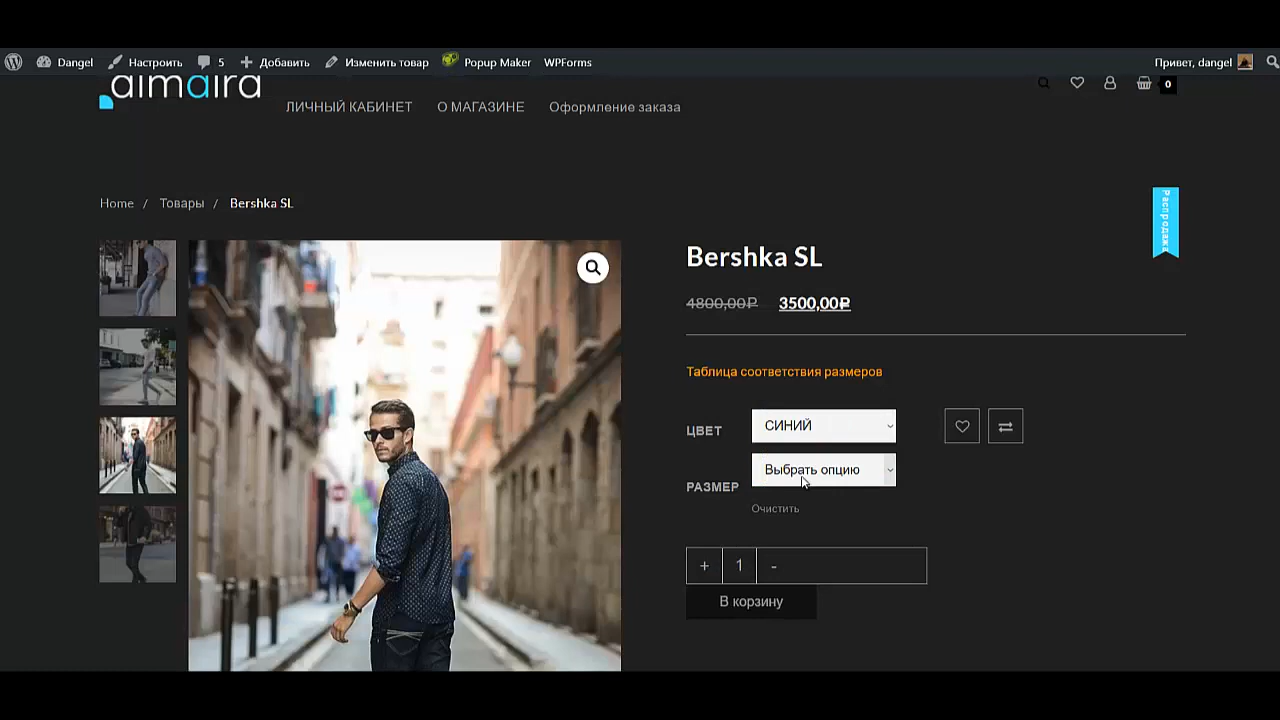 Dangel Настроить 5 Добавить Изменить товар Popup Maker WPForms Привет, dangel
almaira
ЛИЧНЫЙ КАБИНЕТ О МАГАЗИНЕ Оформление заказа 0
Home / Товары / Bershka SL
Распродажа
Bershka SL
4800,00₽ 3500,00₽
Таблица соответствия размеров
ЦВЕТ СИНИЙ
РАЗМЕР Выбрать опцию
Очистить
+ 1 -
В корзину